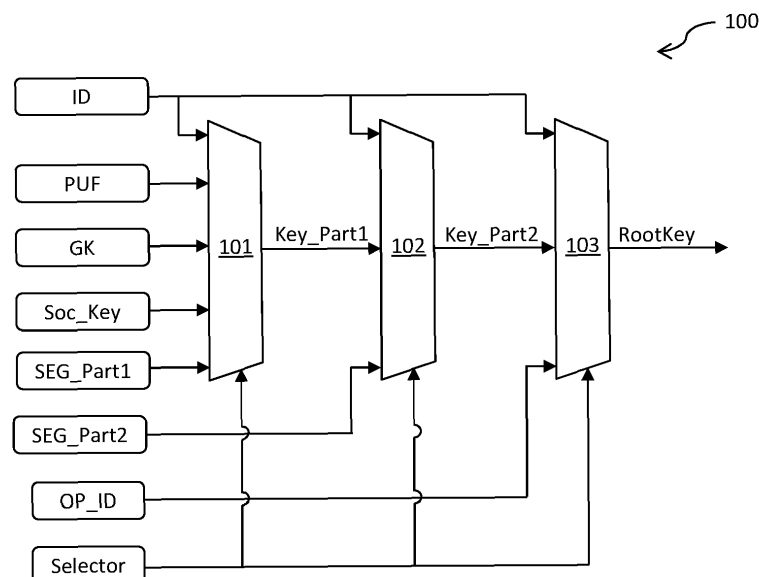 100
ID
PUF
GK
Soc_Key
SEG_Part1
SEG_Part2
OP_ID
Selector
101
Key_Part1
102
Key_Part2
103
RootKey